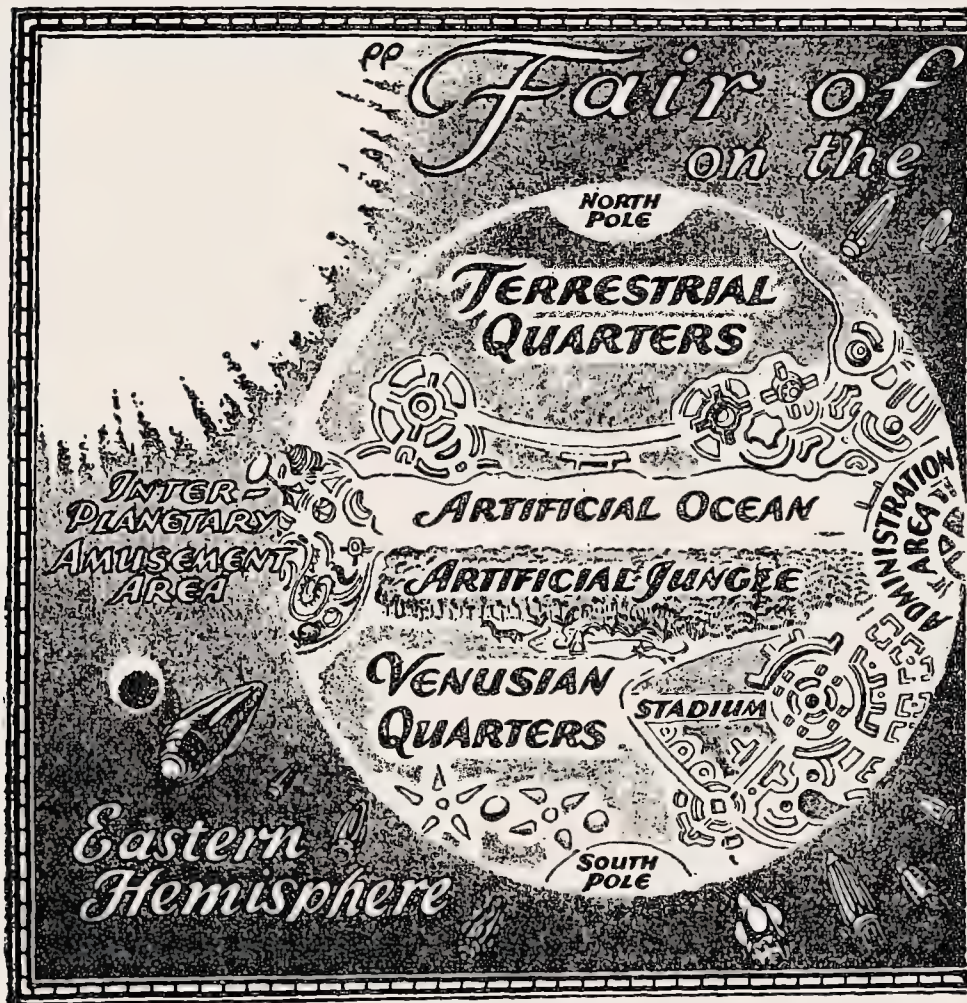 Fair of
on the
NORTH
POLE
TERRESTRIAL
QUARTERS
INTER-
PLANETARY
AMUSEMENT
AREA
ARTIFICIAL OCEAN
ADMINISTRATION
AREA
ARTIFICIAL JUNGLE
VENUSIAN
QUARTERS
STADIUM
Eastern
Hemisphere
SOUTH
POLE